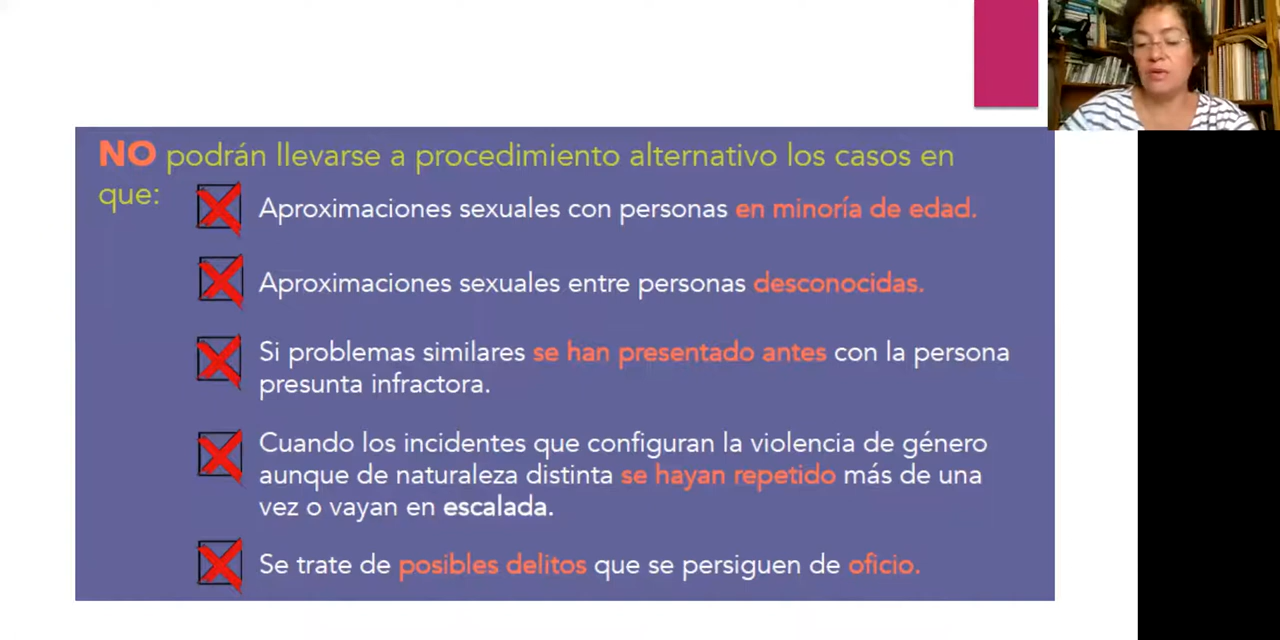 NO podrán llevarse a procedimiento alternativo los casos en
que:
Aproximaciones sexuales con personas en minoría de edad.
Aproximaciones sexuales entre personas desconocidas.
Si problemas similares se han presentado antes con la persona
presunta infractora.
Cuando los incidentes que configuran la violencia de género
aunque de naturaleza distinta se hayan repetido más de una
vez o vayan en escalada.
Se trate de posibles delitos que se persiguen de oficio.